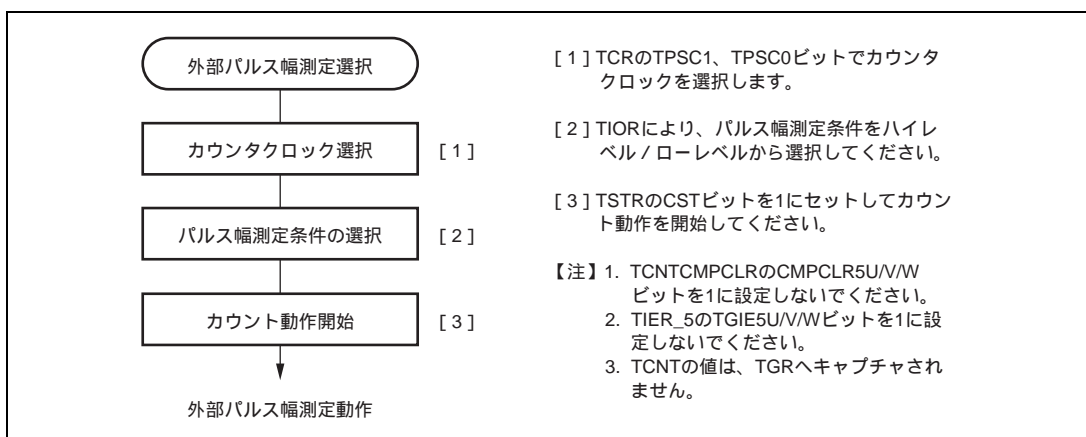 外部パルス幅測定選択
カウンタクロック選択 [1]
パルス幅測定条件の選択 [2]
カウント動作開始 [3]
外部パルス幅測定動作
[1] TCRのTPSC1、TPSC0ビットでカウンタ
クロックを選択します。
[2] TIORにより、パルス幅測定条件をハイレ
ベル／ローレベルから選択してください。
[3] TSTRのCSTビットを1にセットしてカウン
ト動作を開始してください。
【注】1. TCNTCMPCLRのCMPCLR5U/V/W
ビットを1に設定しないでください。
2. TIER_5のTGIE5U/V/Wビットを1に設
定しないでください。
3. TCNTの値は、TGRへキャプチャされ
ません。